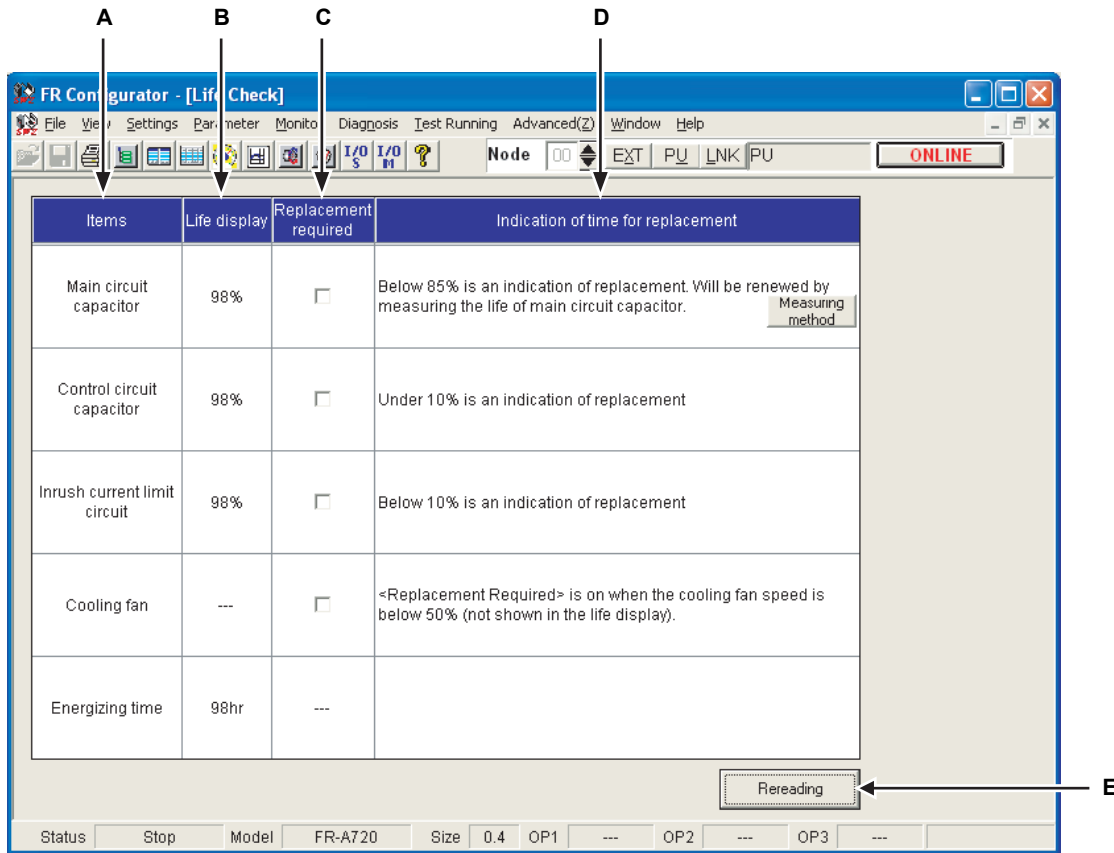 A B C D
FR Configurator - [Life Check]
File View Settings Parameter Monitor Diagnosis Test Running Advanced(Z) Window Help
I/O S I/O M ? Node 00 EXT PU LNK PU ONLINE
Items Life display Replacement required Indication of time for replacement
Main circuit capacitor 98% Below 85% is an indication of replacement. Will be renewed by
measuring the life of main circuit capacitor.
Measuring method
Control circuit capacitor 98% Under 10% is an indication of replacement
Inrush current limit circuit 98% Below 10% is an indication of replacement
Cooling fan --- <Replacement Required> is on when the cooling fan speed is
below 50% (not shown in the life display).
Energizing time 98hr ---
Rereading E
Status Stop Model FR-A720 Size 0.4 OP1 --- OP2 --- OP3 ---